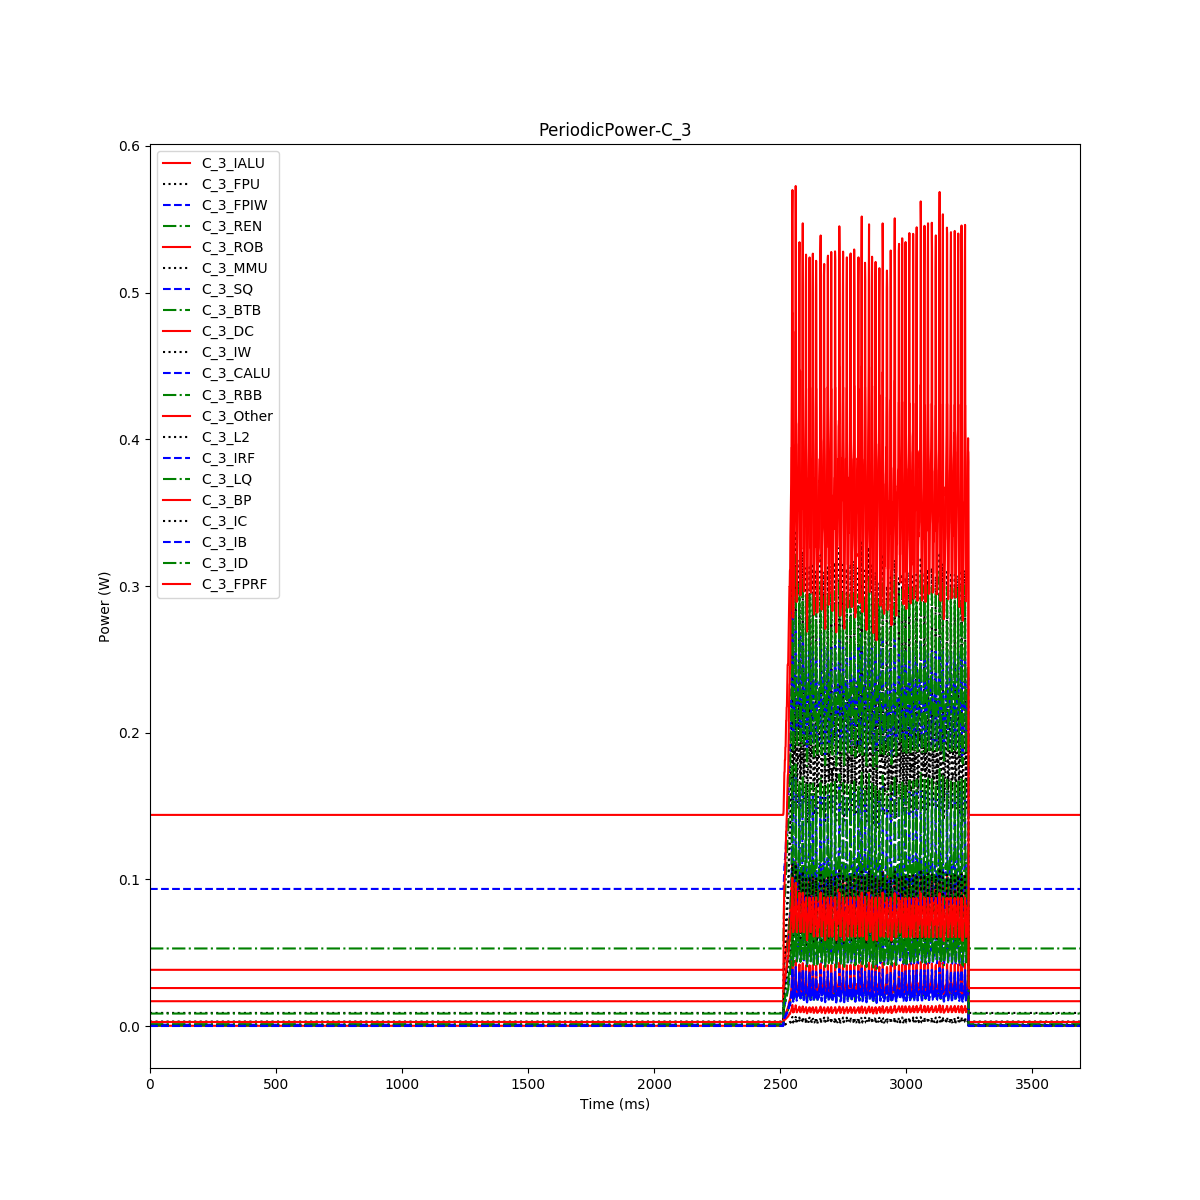 PeriodicPower-C_3
0.6
0.5
0.4
0.3
0.2
0.1
0.0
Power (W)
C_3_IALU
C_3_FPU
C_3_FPIW
C_3_REN
C_3_ROB
C_3_MMU
C_3_SQ
C_3_BTB
C_3_DC
C_3_IW
C_3_CALU
C_3_RBB
C_3_Other
C_3_L2
C_3_IRF
C_3_LQ
C_3_BP
C_3_IC
C_3_IB
C_3_ID
C_3_FPRF
0 500 1000 1500 2000 2500 3000 3500
Time (ms)